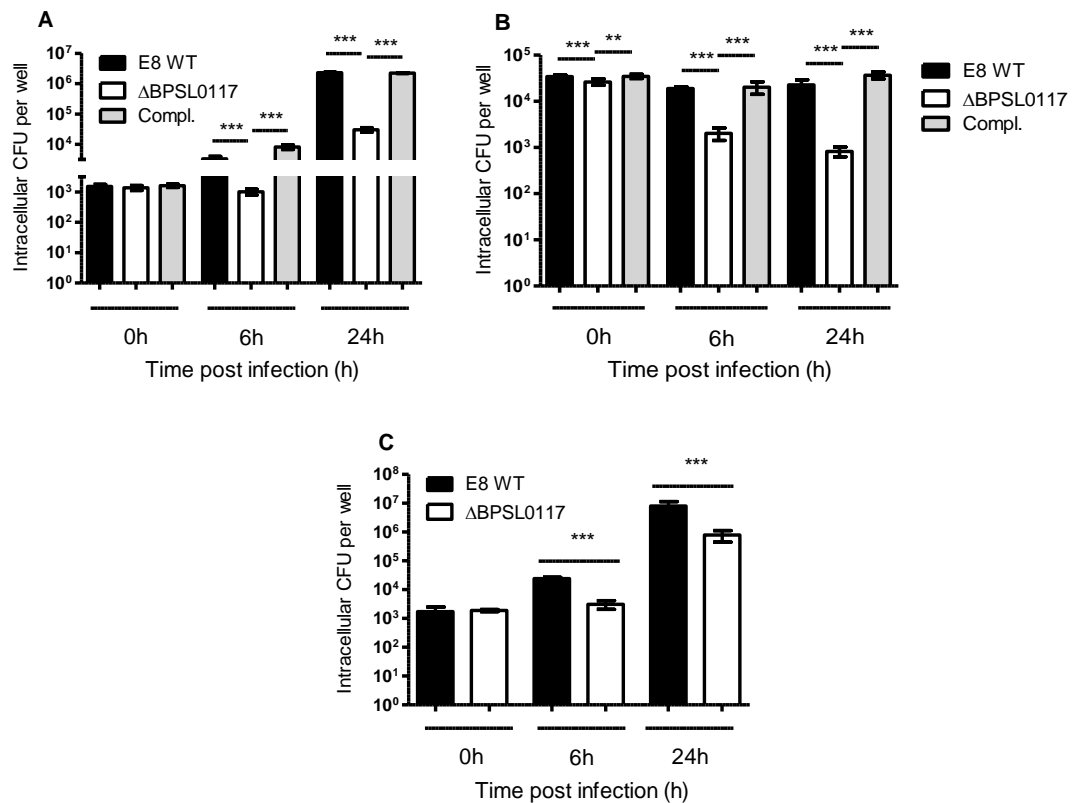 A
Intracellular CFU per well
10⁷
10⁶
10⁵
10⁴
10³
10²
10¹
10⁰
E8 WT
ΔBPSL0117
Compl.
*** ***
*** ***
0h 6h 24h
Time post infection (h)
B
Intracellular CFU per well
10⁵
10⁴
10³
10²
10¹
10⁰
*** **
*** ***
*** ***
E8 WT
ΔBPSL0117
Compl.
0h 6h 24h
Time post infection (h)
C
Intracellular CFU per well
10⁸
10⁷
10⁶
10⁵
10⁴
10³
10²
10¹
10⁰
E8 WT
ΔBPSL0117
***
***
0h 6h 24h
Time post infection (h)